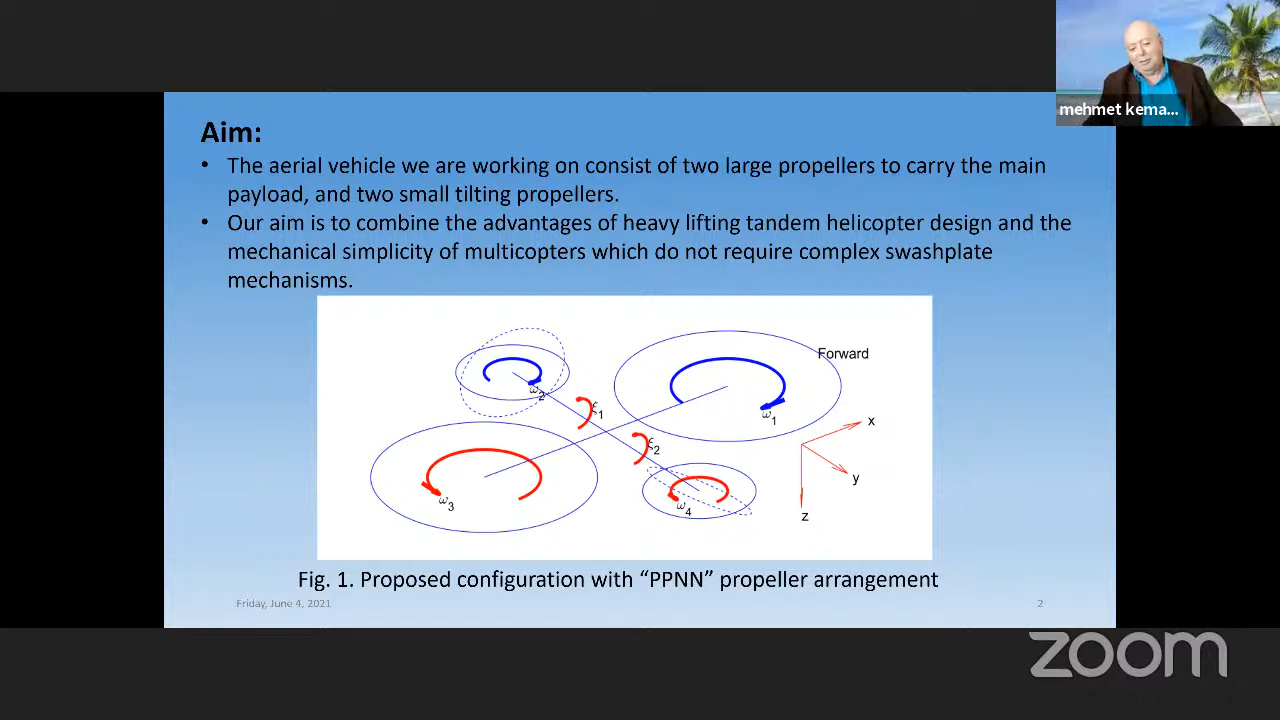 mehmet kema...
Aim:
• The aerial vehicle we are working on consist of two large propellers to carry the main
payload, and two small tilting propellers.
• Our aim is to combine the advantages of heavy lifting tandem helicopter design and the
mechanical simplicity of multicopters which do not require complex swashplate
mechanisms.
Forward
ω2
ξ1
ω1
x
ξ2
y
ω3
ω4
z
Fig. 1. Proposed configuration with “PPNN” propeller arrangement
Friday, June 4, 2021
2
zoom